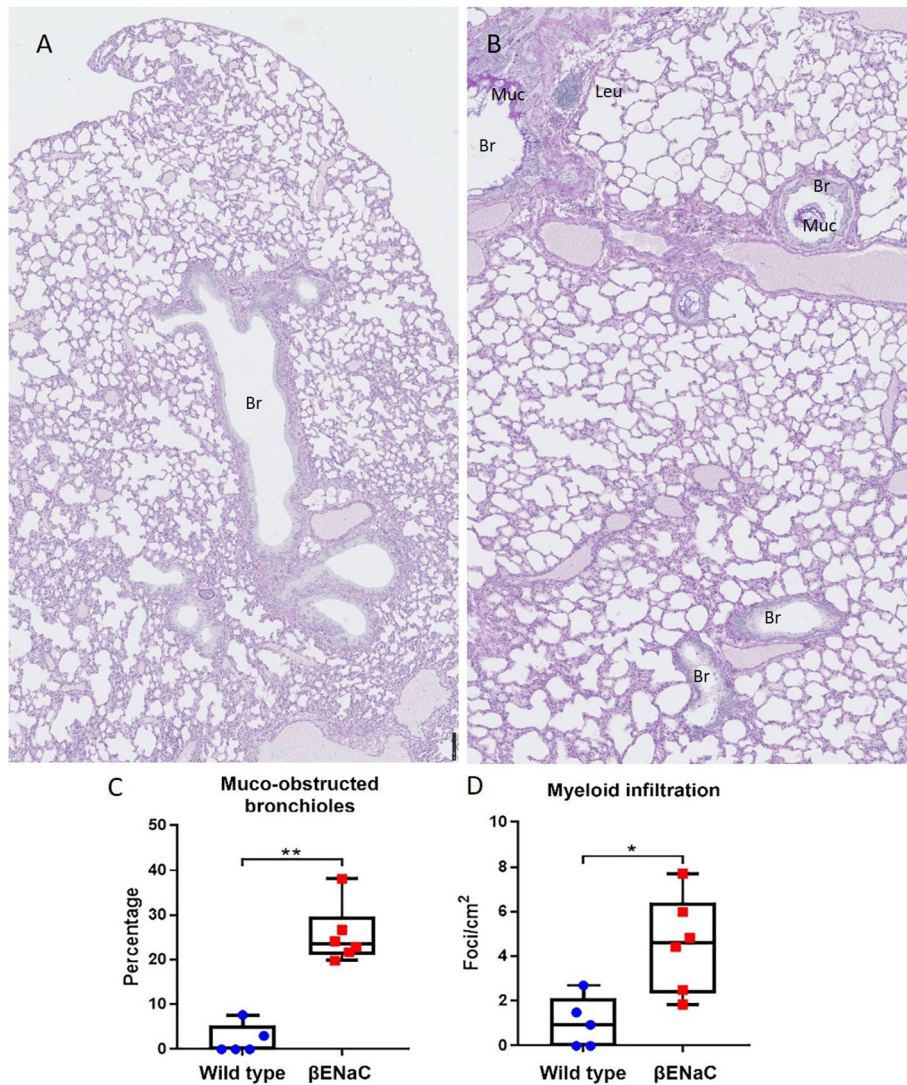 A
Br
B
Muc
Leu
Br
Br
Muc
Br
Br
C
Muco-obstructed
bronchioles
Percentage
50
40
30
20
10
0
**
Wild type
βENaC
D
Myeloid infiltration
Foci/cm²
10
8
6
4
2
0
*
Wild type
βENaC